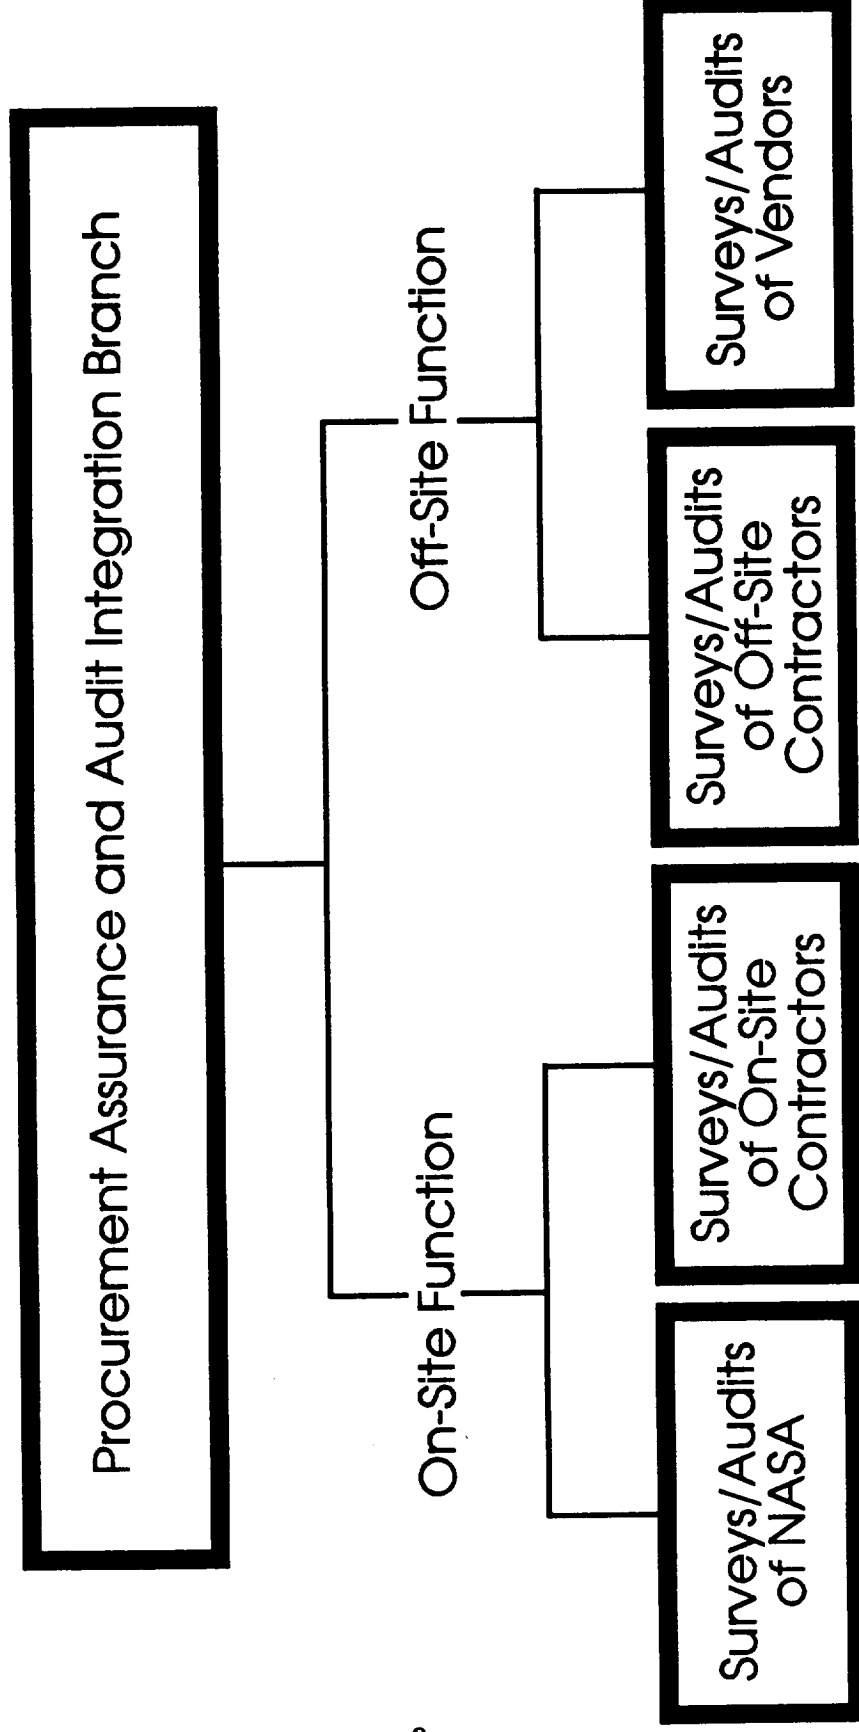 Procurement Assurance and Audit Integration Branch
On-Site Function
Off-Site Function
Surveys/Audits
of NASA
Surveys/Audits
of On-Site
Contractors
Surveys/Audits
of Off-Site
Contractors
Surveys/Audits
of Vendors